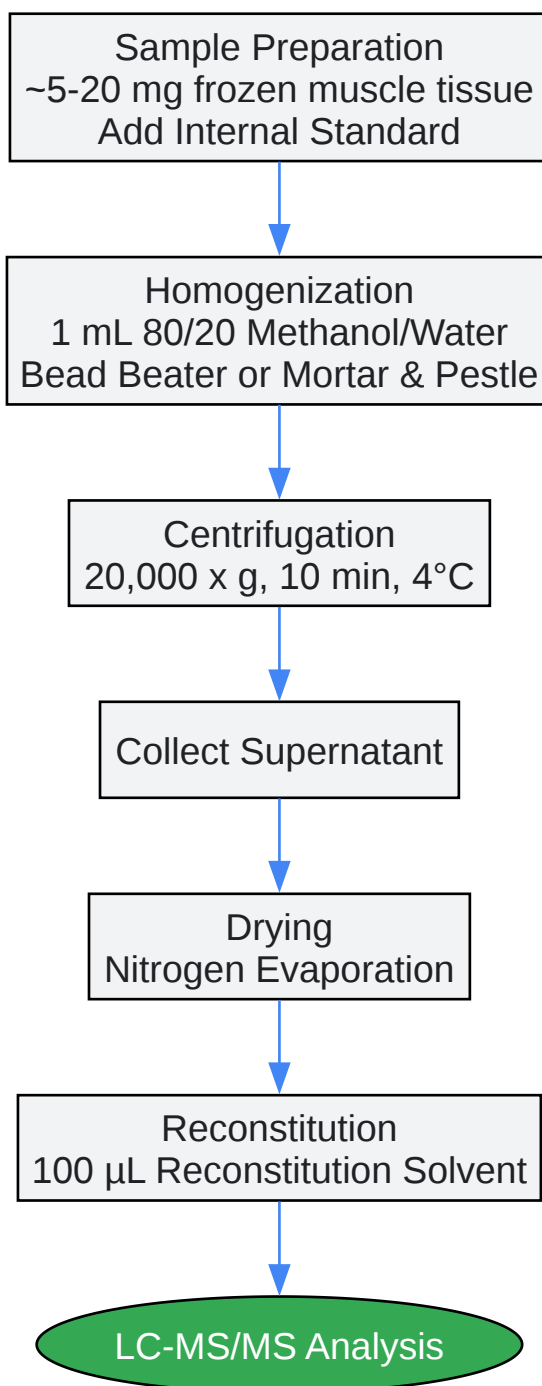 Sample Preparation
~5-20 mg frozen muscle tissue
Add Internal Standard
Homogenization
1 mL 80/20 Methanol/Water
Bead Beater or Mortar & Pestle
Centrifugation
20,000 x g, 10 min, 4°C
Collect Supernatant
Drying
Nitrogen Evaporation
Reconstitution
100 µL Reconstitution Solvent
LC-MS/MS Analysis